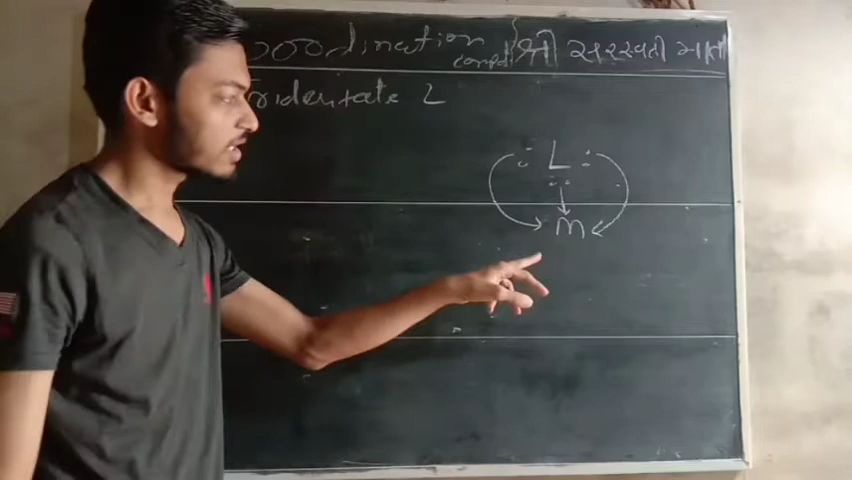 coordination compd
શ્રી સરસ્વતી માતા
Tridentate L
L
M